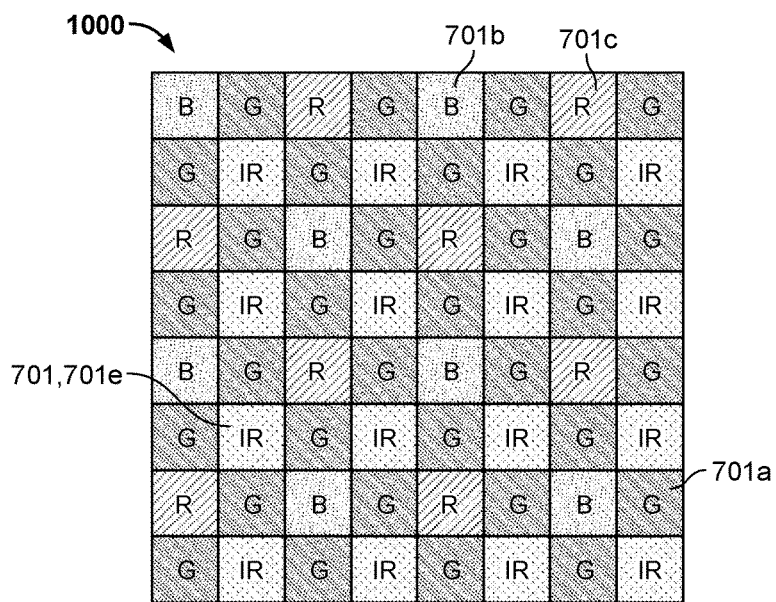 1000
701b 701c
B G R G B G R G
G IR G IR G IR G IR
R G B G R G B G
G IR G IR G IR G IR
701,701e
B G R G B G R G
G IR G IR G IR G IR
701a
R G B G R G B G
G IR G IR G IR G IR